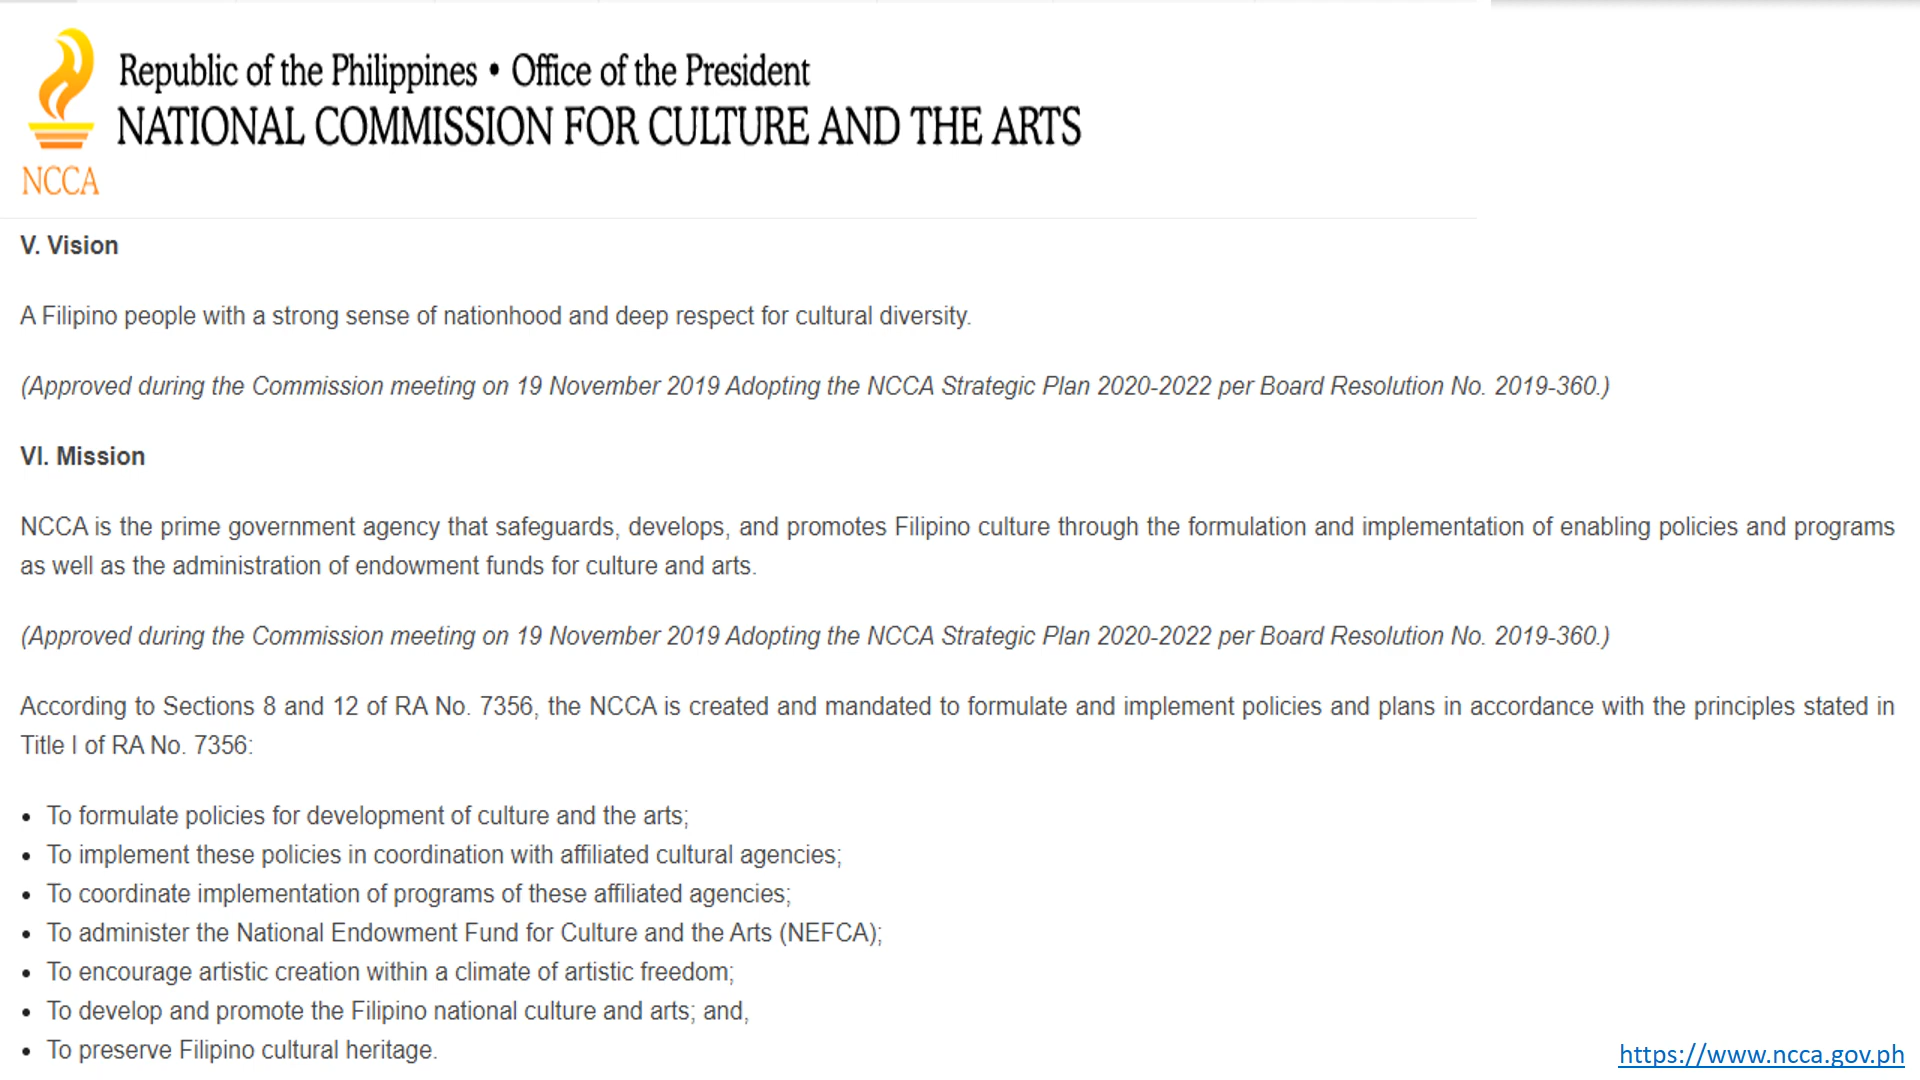 Republic of the Philippines • Office of the President
NATIONAL COMMISSION FOR CULTURE AND THE ARTS
NCCA
V. Vision
A Filipino people with a strong sense of nationhood and deep respect for cultural diversity.
(Approved during the Commission meeting on 19 November 2019 Adopting the NCCA Strategic Plan 2020-2022 per Board Resolution No. 2019-360.)
VI. Mission
NCCA is the prime government agency that safeguards, develops, and promotes Filipino culture through the formulation and implementation of enabling policies and programs
as well as the administration of endowment funds for culture and arts.
(Approved during the Commission meeting on 19 November 2019 Adopting the NCCA Strategic Plan 2020-2022 per Board Resolution No. 2019-360.)
According to Sections 8 and 12 of RA No. 7356, the NCCA is created and mandated to formulate and implement policies and plans in accordance with the principles stated in
Title I of RA No. 7356:
• To formulate policies for development of culture and the arts;
• To implement these policies in coordination with affiliated cultural agencies;
• To coordinate implementation of programs of these affiliated agencies;
• To administer the National Endowment Fund for Culture and the Arts (NEFCA);
• To encourage artistic creation within a climate of artistic freedom;
• To develop and promote the Filipino national culture and arts; and,
• To preserve Filipino cultural heritage.
https://www.ncca.gov.ph